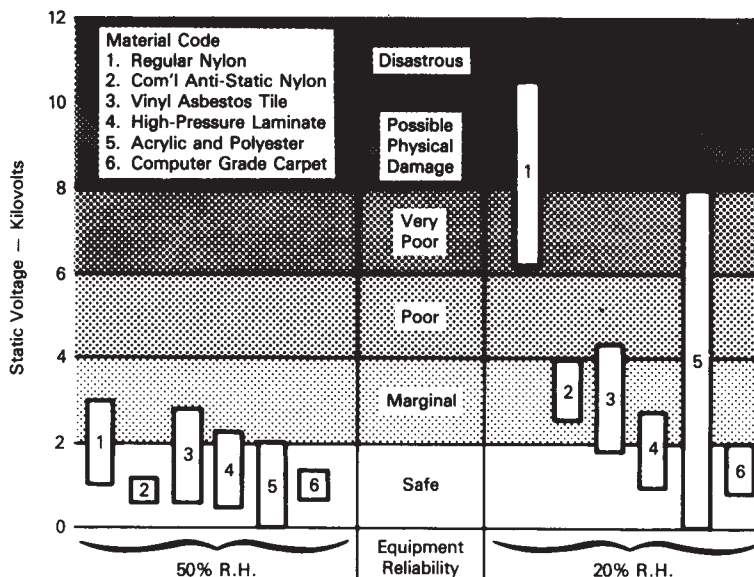 Static Voltage — Kilovolts
12
10
8
6
4
2
0
Material Code
1. Regular Nylon
2. Com'l Anti-Static Nylon
3. Vinyl Asbestos Tile
4. High-Pressure Laminate
5. Acrylic and Polyester
6. Computer Grade Carpet
Disastrous
Possible
Physical
Damage
Very
Poor
Poor
Marginal
Safe
Equipment
Reliability
1
2
3
4
5
6
50% R.H.
1
2
3
4
5
6
20% R.H.